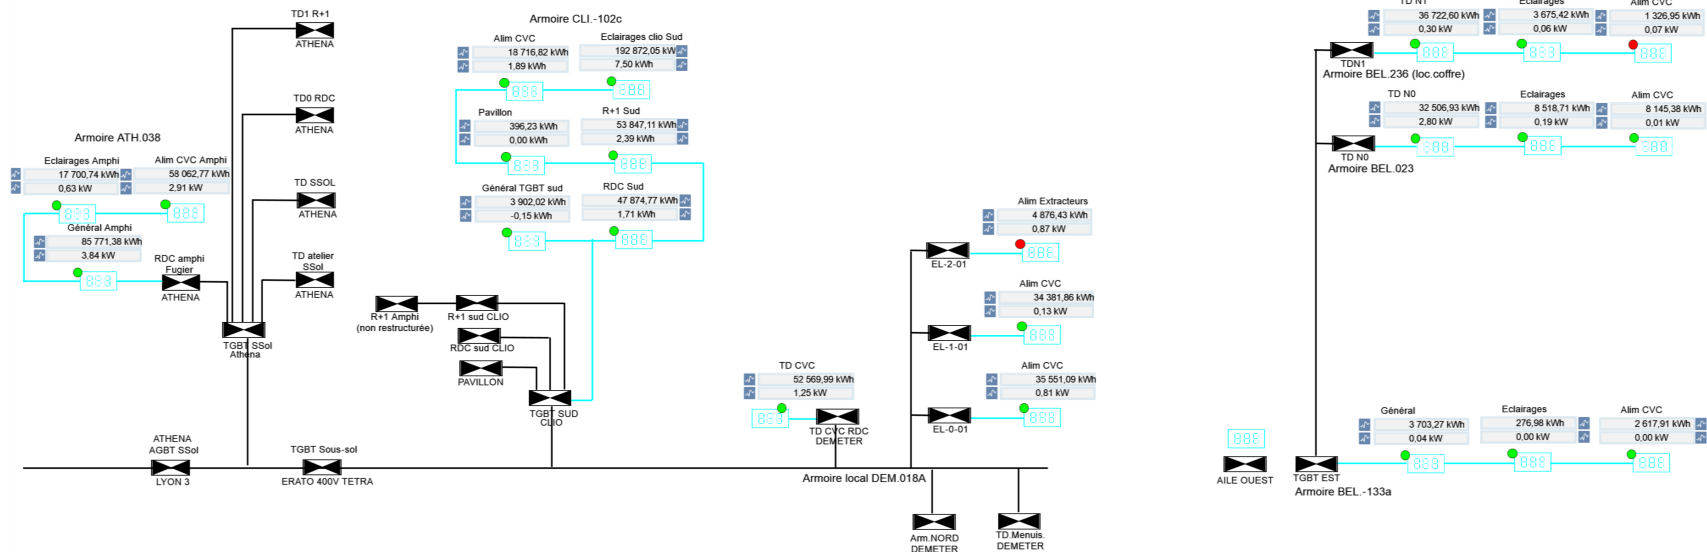 TD1 R+1
ATHENA
TD0 RDC
ATHENA
Armoire ATH.038
Eclairages Amphi
17 700,74 kWh
0,63 kW
Alim CVC Amphi
58 062,77 kWh
2,91 kW
Général Amphi
85 771,38 kWh
3,84 kW
RDC amphi
Fugier
ATHENA
TD SSOL
ATHENA
TD atelier
SSol
ATHENA
TGBT SSol
Athena
ATHENA
AGBT SSol
LYON 3
TGBT Sous-sol
ERATO 400V TETRA
Armoire CLI.-102c
Alim CVC
18 716,82 kWh
1,89 kWh
Eclairages clio Sud
192 872,05 kW
7,50 kWh
Pavillon
396,23 kWh
0,00 kWh
R+1 Sud
53 847,11 kWh
2,39 kWh
Général TGBT sud
3 902,02 kWh
-0,15 kWh
RDC Sud
47 874,77 kWh
1,71 kWh
R+1 Amphi
(non restructurée)
R+1 sud CLIO
RDC sud CLIO
PAVILLON
TGBT SUD
CLIO
TD CVC
52 569,99 kWh
1,25 kW
TD CVC RDC
DEMETER
Alim Extracteurs
4 876,43 kWh
0,87 kW
EL-2-01
Alim CVC
34 381,86 kWh
0,13 kW
EL-1-01
Alim CVC
35 551,09 kWh
0,81 kW
EL-0-01
Armoire local DEM.018A
Arm.NORD
DEMETER
TD.Menuis.
DEMETER
TD N1
36 722,60 kWh
0,30 kW
Eclairages
3 675,42 kWh
0,06 kW
Alim CVC
1 326,95 kWh
0,07 kW
TDN1
Armoire BEL.236 (loc.coffre)
TD N0
32 506,93 kWh
2,80 kW
Eclairages
8 518,71 kWh
0,19 kW
Alim CVC
8 145,38 kWh
0,01 kW
TD N0
Armoire BEL.023
Général
3 703,27 kWh
0,04 kW
Eclairages
276,98 kWh
0,00 kW
Alim CVC
2 617,91 kWh
0,00 kW
AILE OUEST
TGBT EST
Armoire BEL.-133a